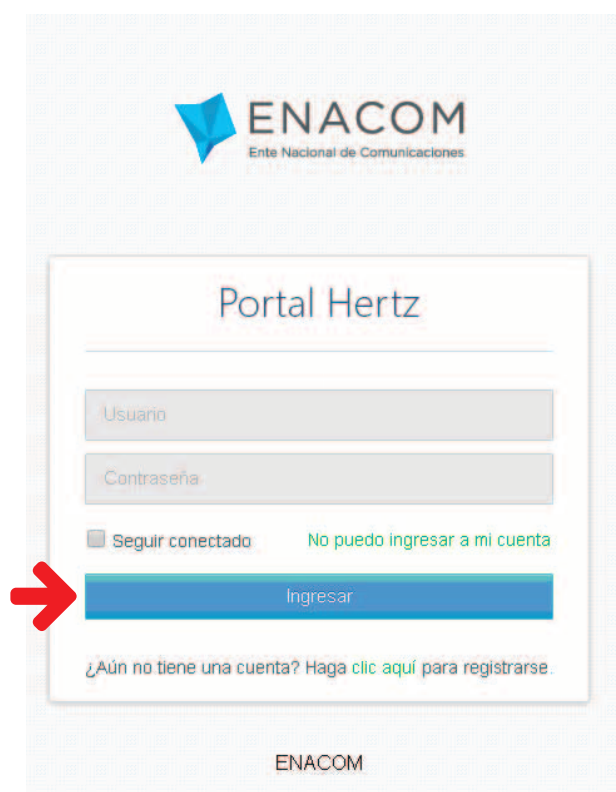 ENACOM
Ente Nacional de Comunicaciones
Portal Hertz
Usuario
Contraseña
Seguir conectado No puedo ingresar a mi cuenta
Ingresar
¿Aún no tiene una cuenta? Haga clic aquí para registrarse.
ENACOM